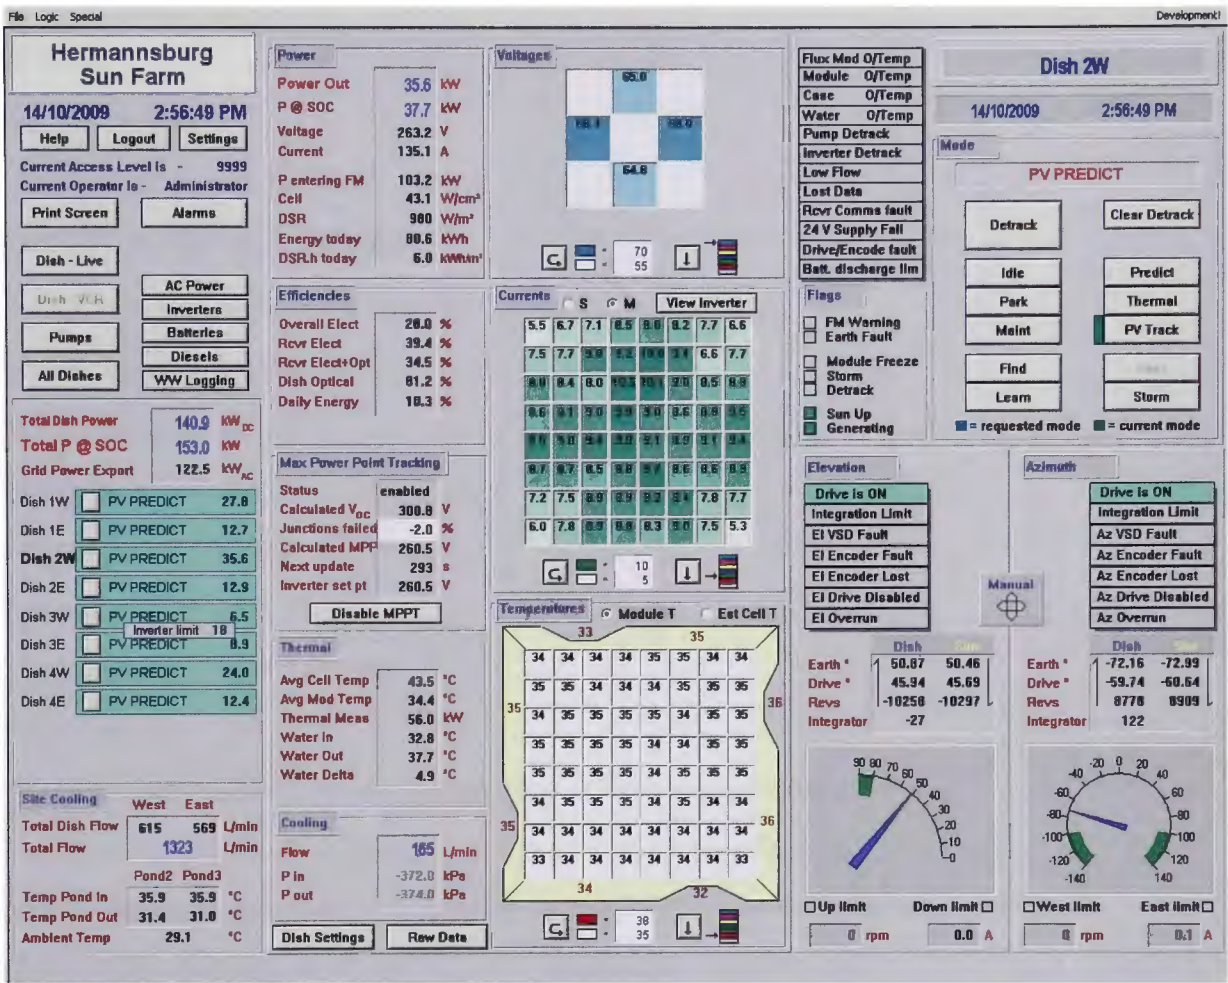 File Logic Special
Development!
Hermannsburg
Sun Farm
14/10/2009 2:56:49 PM
Help Logout Settings
Current Access Level is - 9999
Current Operator is - Administrator
Print Screen Alarms
Dish - Live
Dish VCR AC Power
Inverters
Pumps Batteries
Diesels
All Dishes WW Logging
Total Dish Power 140.9 kW DC
Total P @ SOC 153.0 kW
Grid Power Export 122.5 kW AC
Dish 1W PV PREDICT 27.8
Dish 1E PV PREDICT 12.7
Dish 2W PV PREDICT 35.6
Dish 2E PV PREDICT 12.9
Dish 3W PV PREDICT 6.5
Inverter limit 18
Dish 3E PV PREDICT 8.9
Dish 4W PV PREDICT 24.0
Dish 4E PV PREDICT 12.4
Site Cooling
West East
Total Dish Flow 615 569 L/min
Total Flow 1323 L/min
Pond2 Pond3
Temp Pond In 35.9 35.9 °C
Temp Pond Out 31.4 31.0 °C
Ambient Temp 29.1 °C
Power
Power Out 35.6 kW
P @ SOC 37.7 kW
Voltage 263.2 V
Current 135.1 A
P entering FM 103.2 kW
Cell 43.1 W/cm²
DSR 980 W/m²
Energy today 80.6 kWh
DSR.h today 6.0 kWh/m²
Efficiencies
Overall Elect %
Rcvr Elect 39.4 %
Rcvr Elect+Opt 34.5 %
Dish Optical 81.2 %
Daily Energy 18.3 %
Max Power Point Tracking
Status enabled
Calculated VOC 300.8 V
Junctions failed -2.0 %
Calculated MPP 260.5 V
Next update 293 s
Inverter set pt 260.5 V
Disable MPPT
Thermal
Avg Cell Temp 43.5 °C
Avg Mod Temp 34.4 °C
Thermal Meas 56.0 kW
Water In 32.8 °C
Water Out 37.7 °C
Water Delta 4.9 °C
Cooling
Flow 165 L/min
P in -372.0 kPa
P out -374.0 kPa
Dish Settings Raw Data
Voltages
65.0
64.8
70
55
Currents S M View Inverter
5.5 6.7 7.1 8.5 8.0 8.2 7.7 6.6
7.5 7.7 6.6 7.7
8.4 8.0 8.5 8.9
7.2 7.5 7.8 7.7
6.0 7.8 8.3 7.5 5.3
10
5
Temperatures Module T Est Cell T
33 35
34 34 34 34 35 35 34 34
35 35 34 34 34 34 35 35
35 36
34 35 35 34 34 34 35 35
35 35 35 34 34 34 35 35
35 35 35 34 34 34 35 35
34 35 35 34 34 34 34 35
35 36
34 34 34 34 34 34 34 34
33 34 34 34 34 34 34 33
34 32
38
35
Flux Mod O/Temp
Module O/Temp
Case O/Temp
Water O/Temp
Pump Detrack
Inverter Detrack
Low Flow
Lost Data
Rcvr Comms fault
24 V Supply Fail
Drive/Encode fault
Batt. discharge lim
Flags
FM Warning
Earth Fault
Module Freeze
Storm
Detrack
Sun Up
Generating
Dish 2W
14/10/2009 2:56:49 PM
Mode
PV PREDICT
Detrack Clear Detrack
Idle Predict
Park Thermal
Maint PV Track
Find
Learn Storm
= requested mode = current mode
Elevation
Drive is ON
Integration Limit
El VSD Fault
El Encoder Fault
El Encoder Lost
El Drive Disabled
El Overrun
Manual
Dish Sun
Earth ° 50.87 50.46
Drive ° 45.94 45.69
Revs -10256 -10297
Integrator -27
90 80 70 60 50 40 30 20 10 0
Up limit Down limit
0 rpm 0.0 A
Azimuth
Drive is ON
Integration Limit
Az VSD Fault
Az Encoder Fault
Az Encoder Lost
Az Drive Disabled
Az Overrun
Dish Sun
Earth ° -72.16 -72.99
Drive ° -59.74 -60.64
Revs 8776 8909
Integrator 122
-140 -120 -100 -80 -60 -40 -20 0 20 40 60 80 100 120 140
West limit East limit
0 rpm 0.1 A